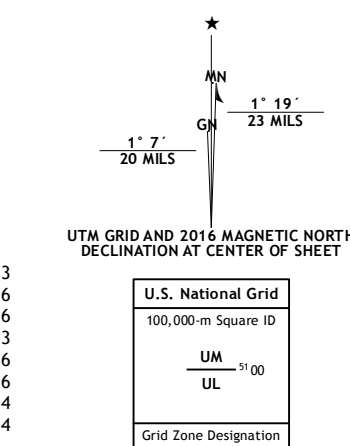 ★
MN
1° 19´
23 MILS
GN
1° 7´
20 MILS
UTM GRID AND 2016 MAGNETIC NORTH
DECLINATION AT CENTER OF SHEET
3
6
6
3
6
6
4
4
U.S. National Grid
100,000-m Square ID
UM
51 00
UL
Grid Zone Designation